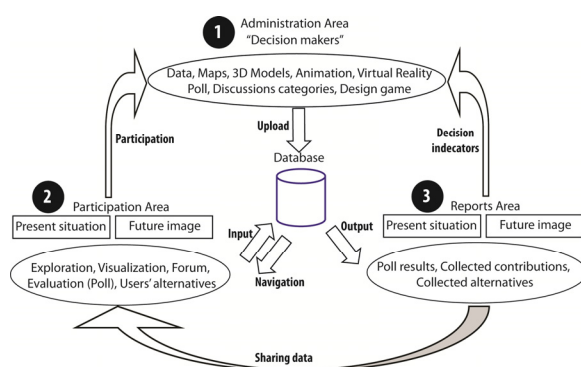 1
Administration Area
"Decision makers"
Data, Maps, 3D Models, Animation, Virtual Reality
Poll, Discussions categories, Design game
Participation
Upload
Decision
indecators
Database
2
Participation Area
Present situation
Future image
3
Reports Area
Present situation
Future image
Input
Output
Navigation
Exploration, Visualization, Forum,
Evaluation (Poll), Users' alternatives
Poll results, Collected contributions,
Collected alternatives
Sharing data